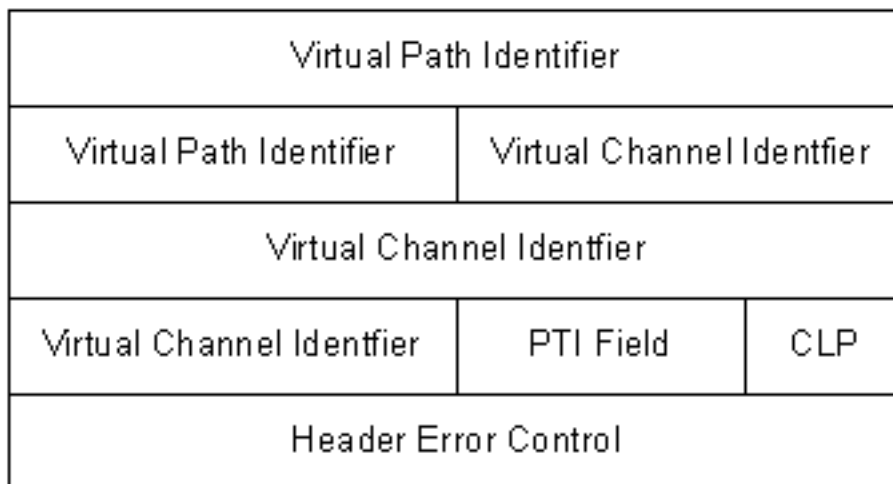 Virtual Path Identifier
Virtual Path Identifier Virtual Channel Identfier
Virtual Channel Identfier
Virtual Channel Identfier PTI Field CLP
Header Error Control